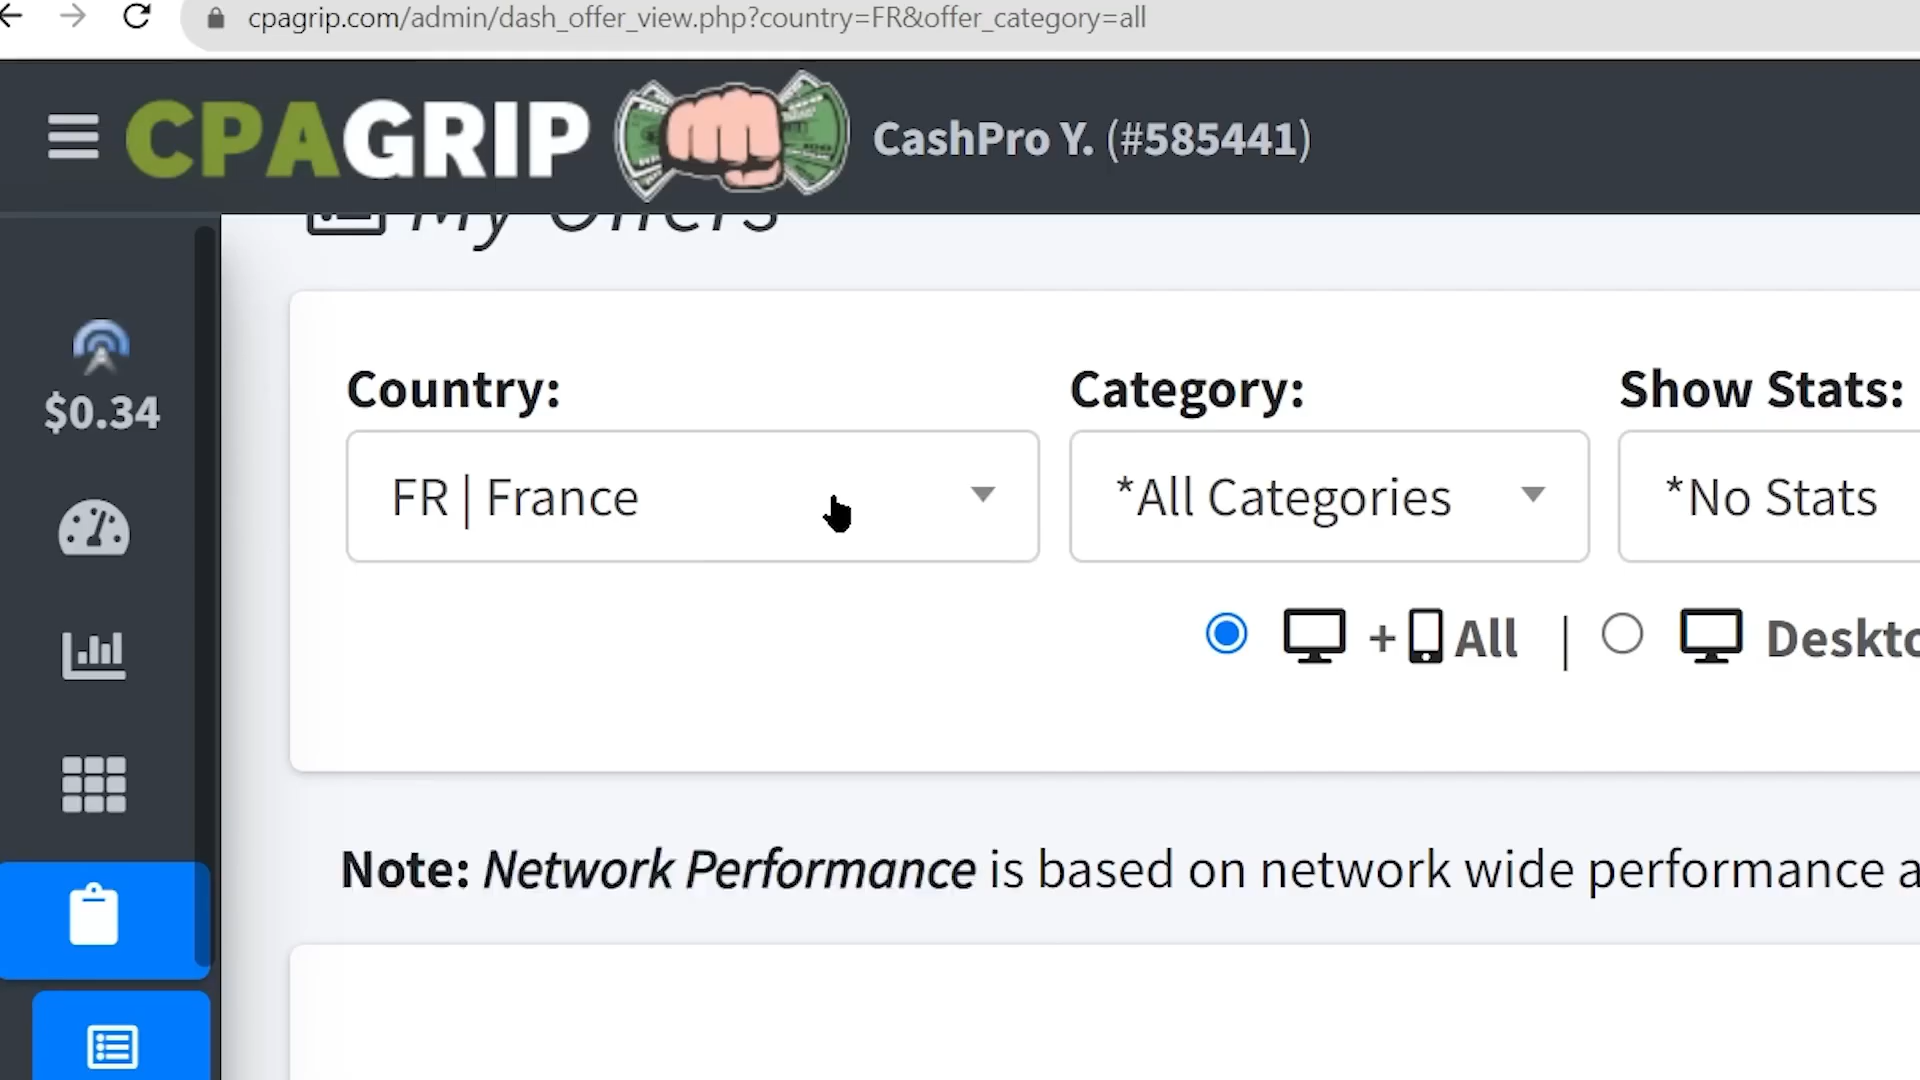 cpagrip.com/admin/dash_offer_view.php?country=FR&offer_category=all
CPAGRIP
CashPro Y. (#585441)
My Offers
$0.34
Country:
Category:
Show Stats:
FR | France
*All Categories
*No Stats
+ All |
Deskto
Note: Network Performance is based on network wide performance a